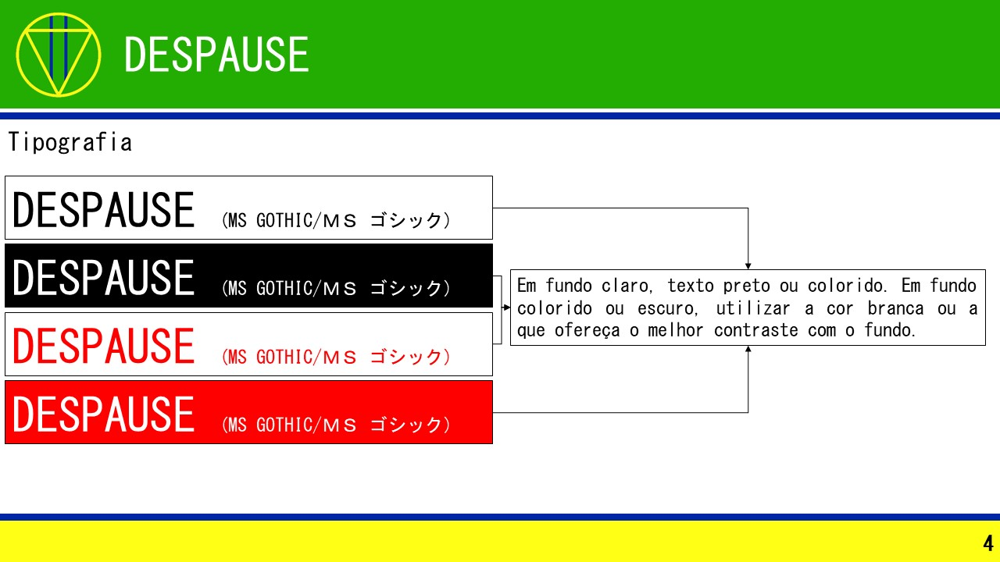 DESPAUSE
Tipografia
DESPAUSE (MS GOTHIC/ＭＳ ゴシック)
DESPAUSE (MS GOTHIC/ＭＳ ゴシック)
DESPAUSE (MS GOTHIC/ＭＳ ゴシック)
DESPAUSE (MS GOTHIC/ＭＳ ゴシック)
Em fundo claro, texto preto ou colorido. Em fundo
colorido ou escuro, utilizar a cor branca ou a
que ofereça o melhor contraste com o fundo.
4